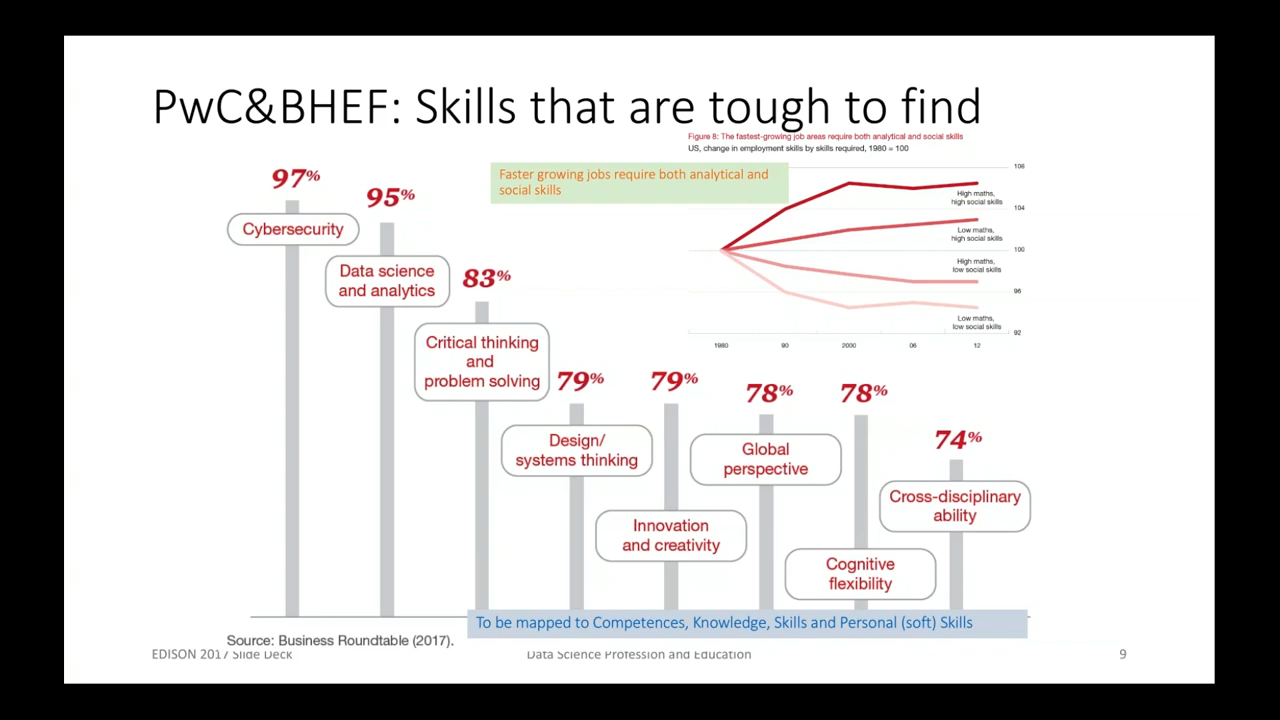 PwC&BHEF: Skills that are tough to find
Figure 8: The fastest-growing job areas require both analytical and social skills
US, change in employment skills by skills required, 1980 = 100
Faster growing jobs require both analytical and
social skills
108
High maths,
high social skills
104
Low maths,
high social skills
100
High maths,
low social skills
96
Low maths,
low social skills
92
1980
90
2000
06
12
97%
Cybersecurity
95%
Data science
and analytics
83%
Critical thinking
and
problem solving
79%
Design/
systems thinking
79%
Innovation
and creativity
78%
Global
perspective
78%
Cognitive
flexibility
74%
Cross-disciplinary
ability
To be mapped to Competences, Knowledge, Skills and Personal (soft) Skills
Source: Business Roundtable (2017).
EDISON 2017 Slide Deck
Data Science Profession and Education
9